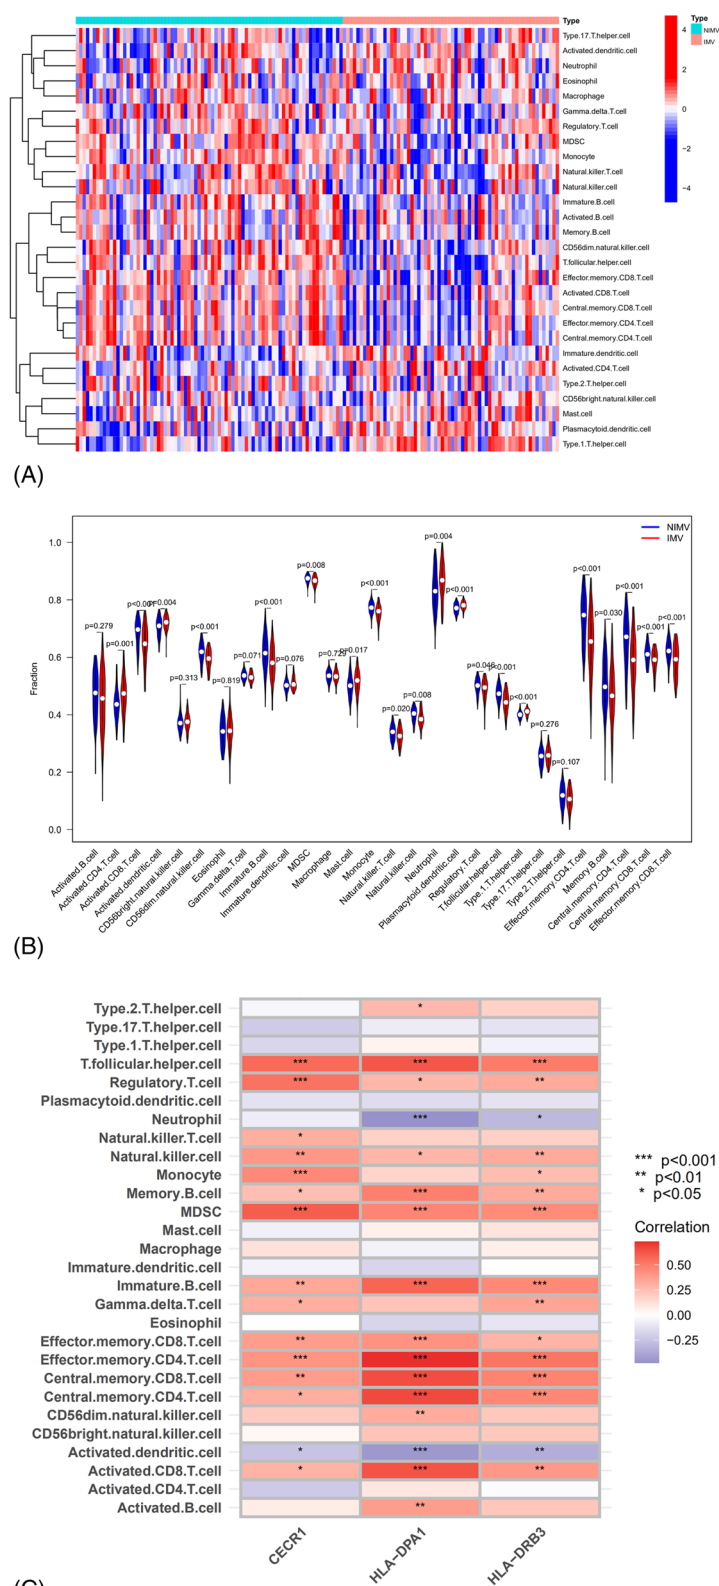 Type
Type
NIMV
IMV
Type.17.T.helper.cell
Activated.dendritic.cell
Neutrophil
Eosinophil
Macrophage
Gamma.delta.T.cell
Regulatory.T.cell
MDSC
Monocyte
Natural.killer.T.cell
Natural.killer.cell
Immature.B.cell
Activated.B.cell
Memory.B.cell
CD56dim.natural.killer.cell
T.follicular.helper.cell
Effector.memory.CD8.T.cell
Activated.CD8.T.cell
Central.memory.CD8.T.cell
Effector.memory.CD4.T.cell
Central.memory.CD4.T.cell
Immature.dendritic.cell
Activated.CD4.T.cell
Type.2.T.helper.cell
CD56bright.natural.killer.cell
Mast.cell
Plasmacytoid.dendritic.cell
Type.1.T.helper.cell
4
2
0
−2
−4
(A)
NIMV
IMV
Fraction
1.0
0.8
0.6
0.4
0.2
0.0
p=0.279
p=0.001
p<0.001
p=0.004
p=0.313
p<0.001
p=0.819
p=0.071
p<0.001
p=0.076
p=0.008
p=0.729
p=0.017
p<0.001
p=0.020
p=0.008
p=0.004
p<0.001
p=0.046
p<0.001
p<0.001
p=0.276
p=0.107
p<0.001
p=0.030
p<0.001
p<0.001
p<0.001
Activated.B.cell
Activated.CD4.T.cell
Activated.CD8.T.cell
Activated.dendritic.cell
CD56bright.natural.killer.cell
CD56dim.natural.killer.cell
Eosinophil
Gamma.delta.T.cell
Immature.B.cell
Immature.dendritic.cell
MDSC
Macrophage
Mast.cell
Monocyte
Natural.killer.T.cell
Natural.killer.cell
Neutrophil
Plasmacytoid.dendritic.cell
Regulatory.T.cell
T.follicular.helper.cell
Type.1.T.helper.cell
Type.17.T.helper.cell
Type.2.T.helper.cell
Effector.memory.CD4.T.cell
Memory.B.cell
Central.memory.CD4.T.cell
Central.memory.CD8.T.cell
Effector.memory.CD8.T.cell
(B)
Type.2.T.helper.cell *
Type.17.T.helper.cell
Type.1.T.helper.cell
T.follicular.helper.cell *** *** ***
Regulatory.T.cell *** * **
Plasmacytoid.dendritic.cell
Neutrophil *** *
Natural.killer.T.cell *
Natural.killer.cell ** * **
Monocyte *** *
Memory.B.cell * *** **
MDSC *** *** ***
Mast.cell
Macrophage
Immature.dendritic.cell
Immature.B.cell ** *** ***
Gamma.delta.T.cell * **
Eosinophil
Effector.memory.CD8.T.cell ** *** *
Effector.memory.CD4.T.cell *** *** ***
Central.memory.CD8.T.cell ** *** ***
Central.memory.CD4.T.cell * *** ***
CD56dim.natural.killer.cell **
CD56bright.natural.killer.cell
Activated.dendritic.cell * *** **
Activated.CD8.T.cell * *** **
Activated.CD4.T.cell
Activated.B.cell **
CECR1
HLA−DPA1
HLA−DRB3
*** p<0.001
** p<0.01
* p<0.05
Correlation
0.50
0.25
0.00
−0.25